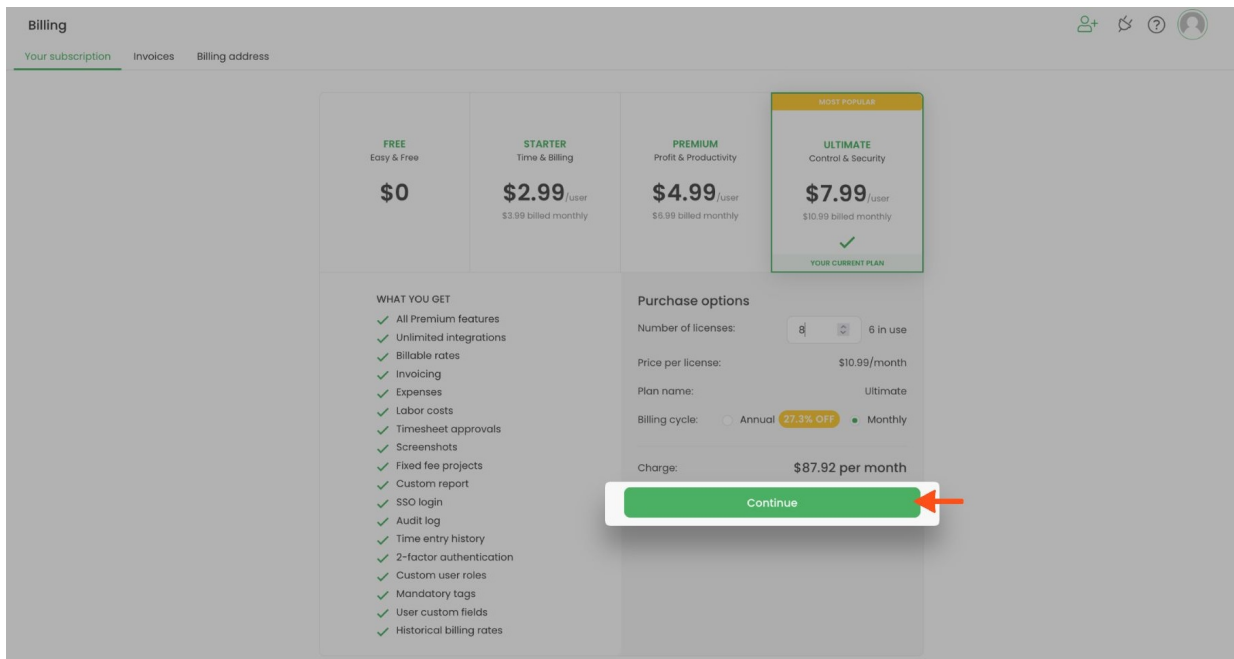 Billing
Your subscription Invoices Billing address
MOST POPULAR
FREE
Easy & Free
$0
STARTER
Time & Billing
$2.99/user
$3.99 billed monthly
PREMIUM
Profit & Productivity
$4.99/user
$6.99 billed monthly
ULTIMATE
Control & Security
$7.99/user
$10.99 billed monthly
YOUR CURRENT PLAN
WHAT YOU GET
All Premium features
Unlimited integrations
Billable rates
Invoicing
Expenses
Labor costs
Timesheet approvals
Screenshots
Fixed fee projects
Custom report
SSO login
Audit log
Time entry history
2-factor authentication
Custom user roles
Mandatory tags
User custom fields
Historical billing rates
Purchase options
Number of licenses: 8 6 in use
Price per license: $10.99/month
Plan name: Ultimate
Billing cycle: Annual 27.3% OFF Monthly
Charge: $87.92 per month
Continue